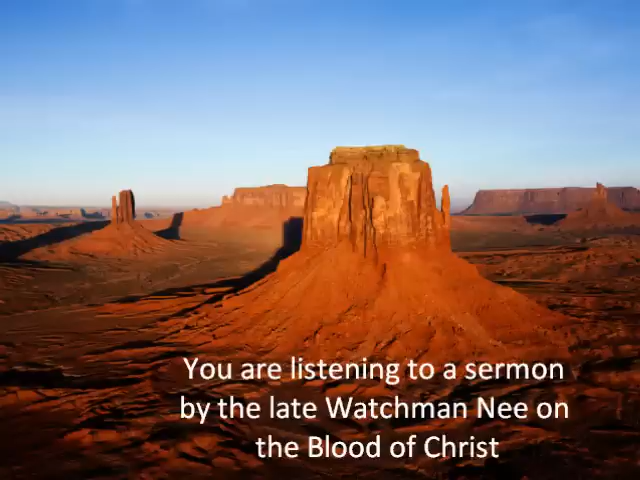 You are listening to a sermon
by the late Watchman Nee on
the Blood of Christ